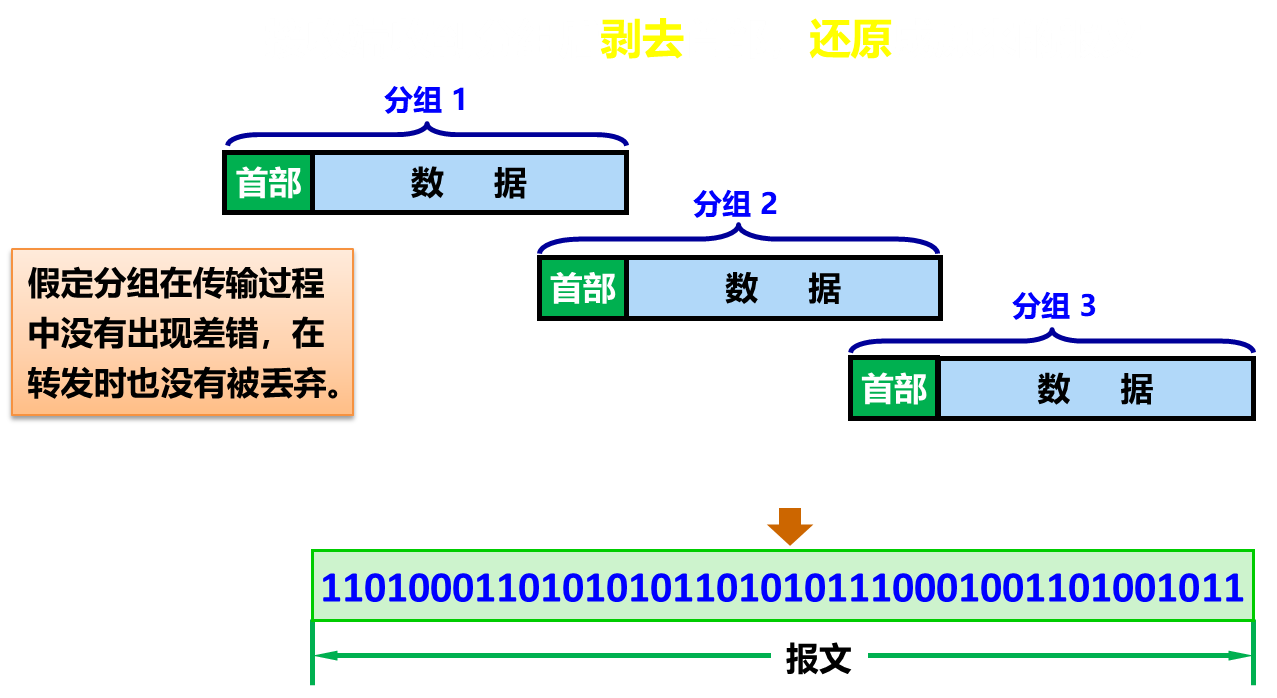 剥去 还原
分组 1
首部 数 据
分组 2
首部 数 据
假定分组在传输过程
中没有出现差错，在
转发时也没有被丢弃。
分组 3
首部 数 据
110100011010101011010101110001001101001011
报文